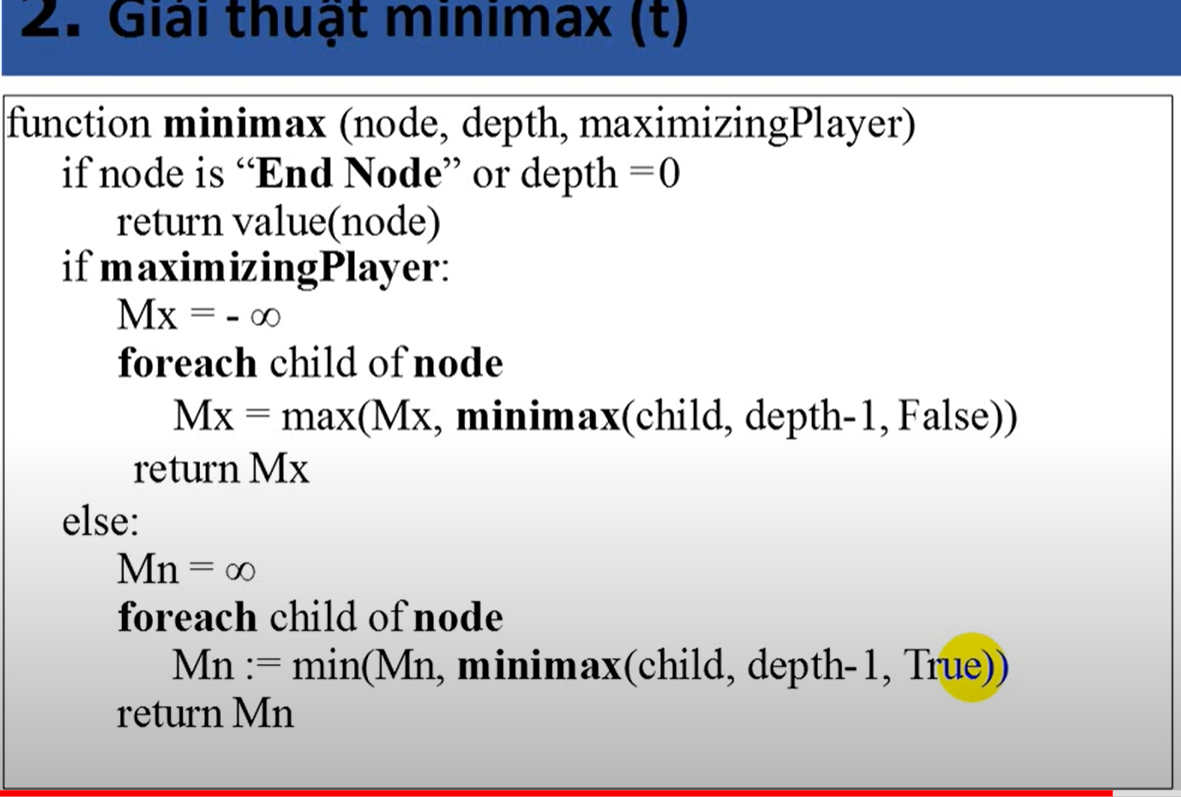 2. Giải thuật minimax (t)
function minimax (node, depth, maximizingPlayer)
if node is “End Node” or depth =0
return value(node)
if maximizingPlayer:
Mx = - ∞
foreach child of node
Mx = max(Mx, minimax(child, depth-1, False))
return Mx
else:
Mn = ∞
foreach child of node
Mn := min(Mn, minimax(child, depth-1, True))
return Mn